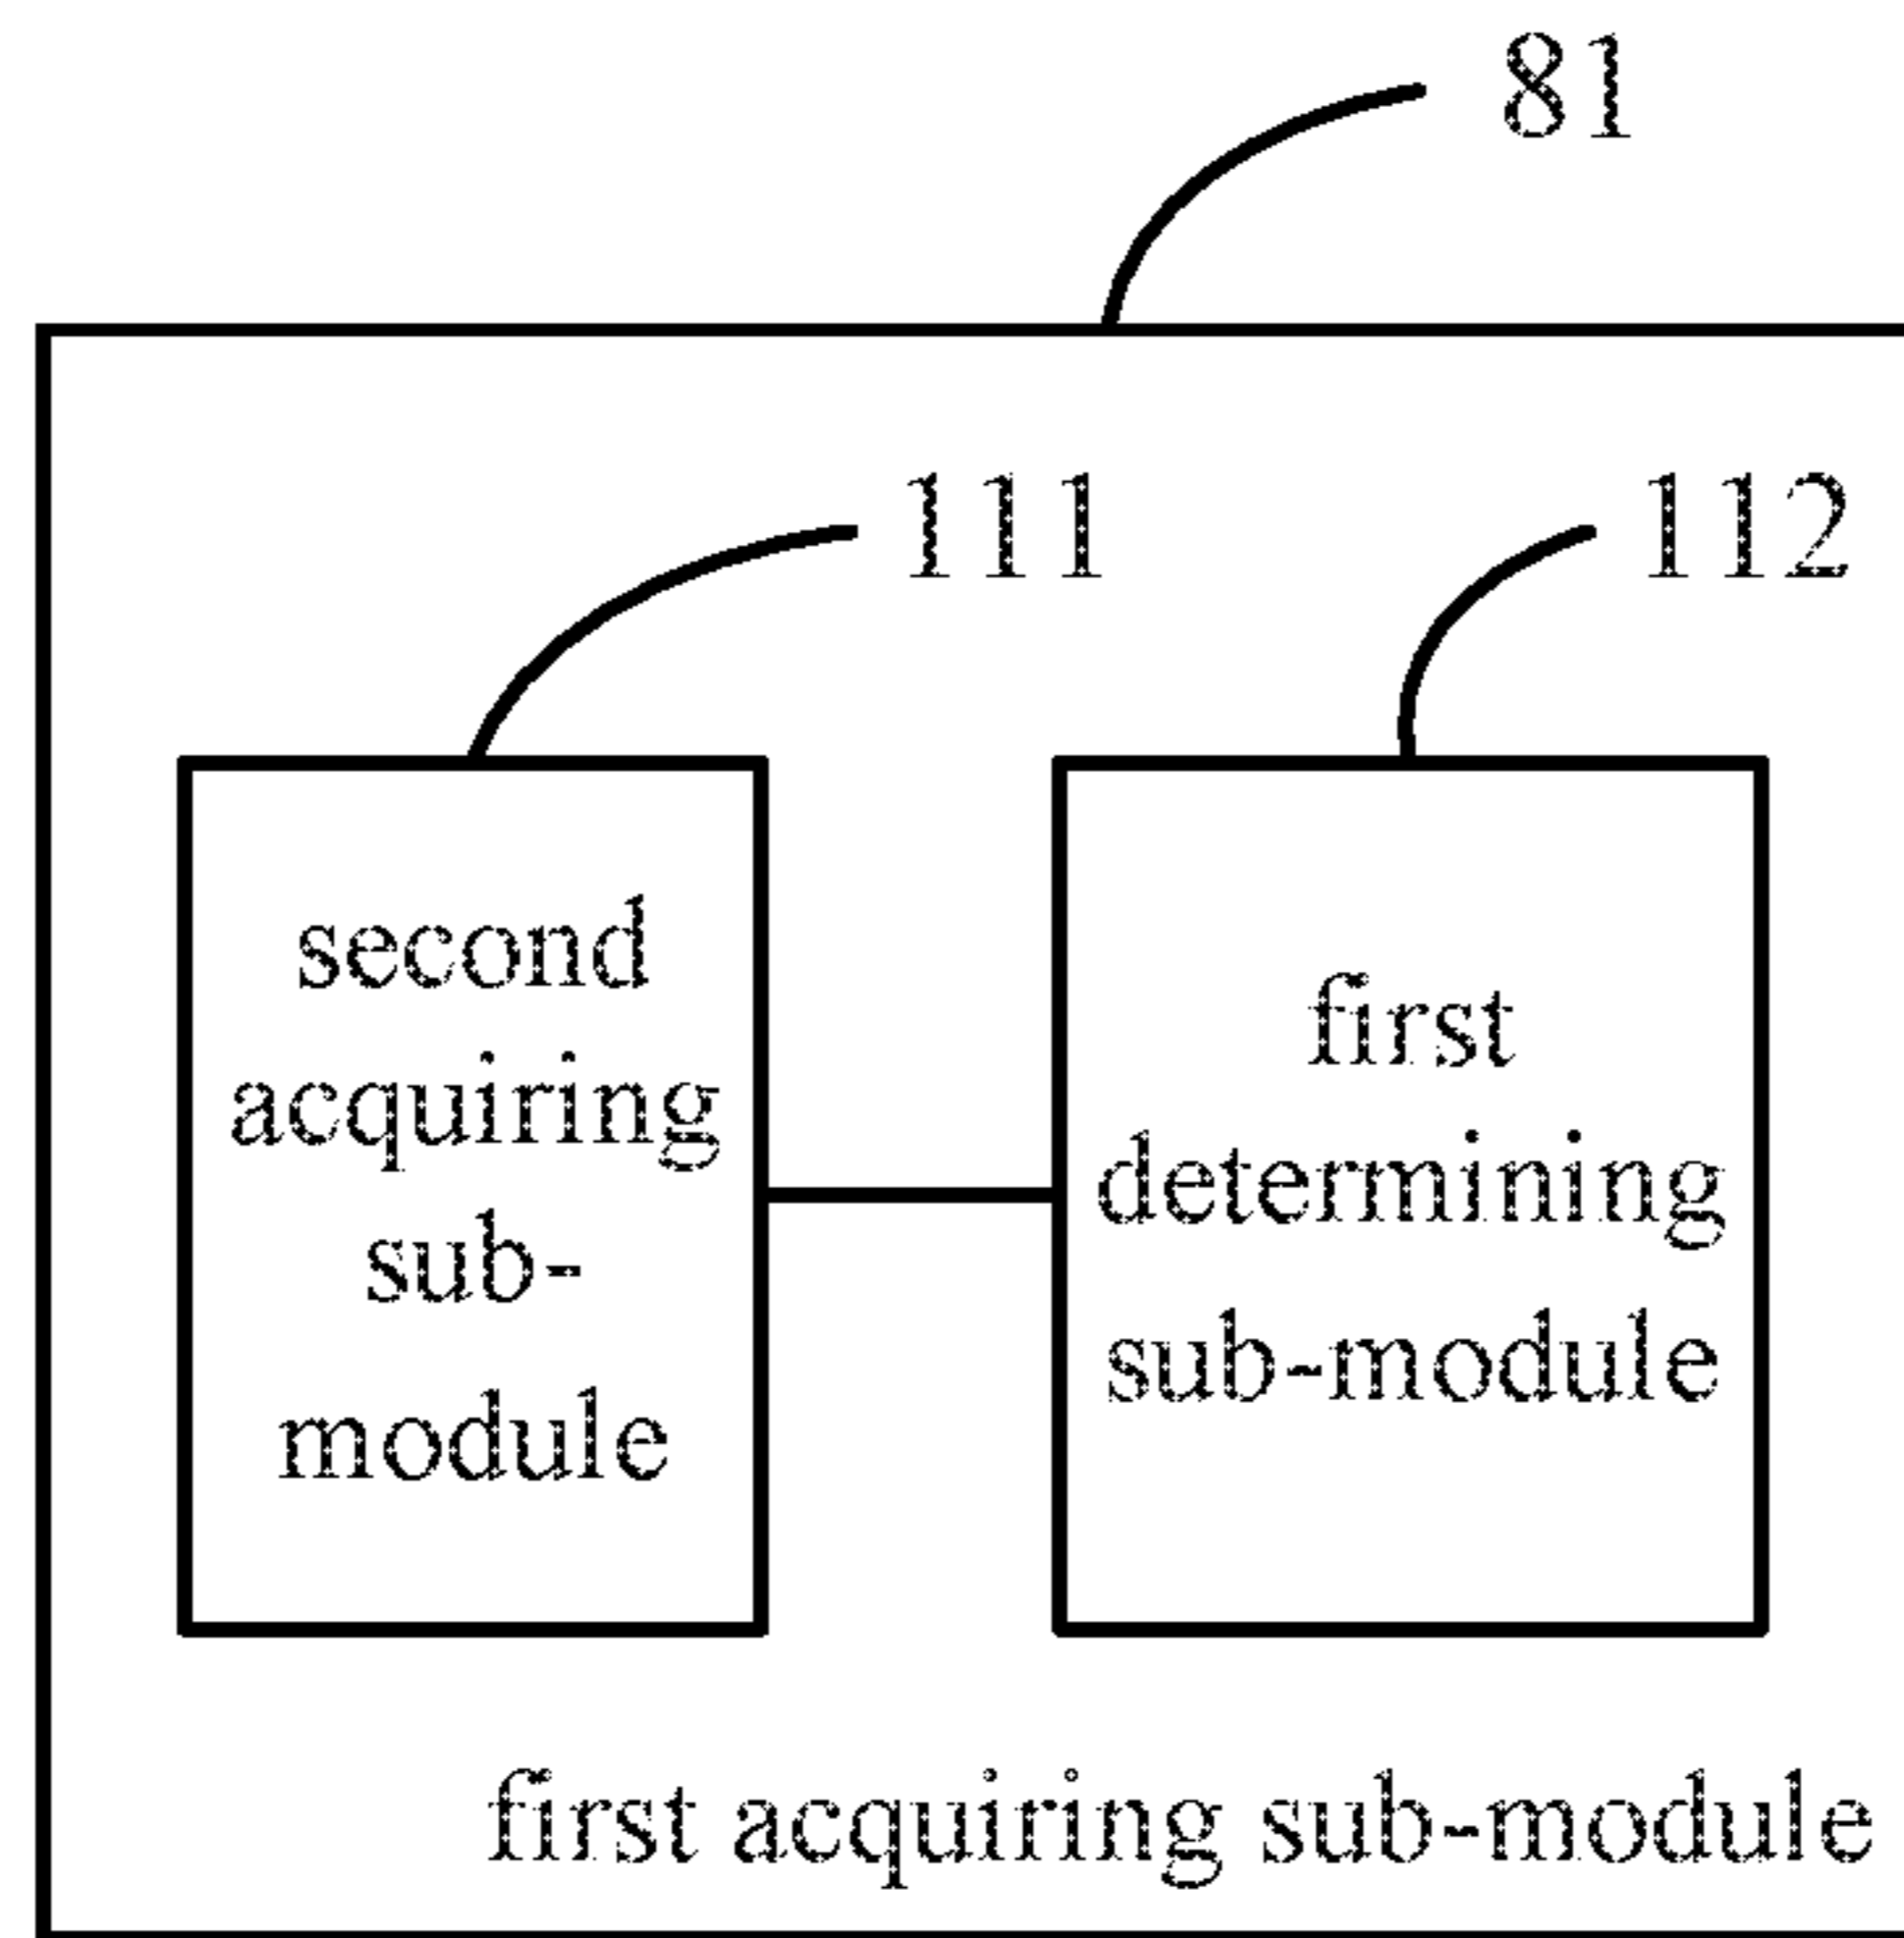 81
111
112
second
acquiring
sub-
module
first
determining
sub-module
first acquiring sub-module